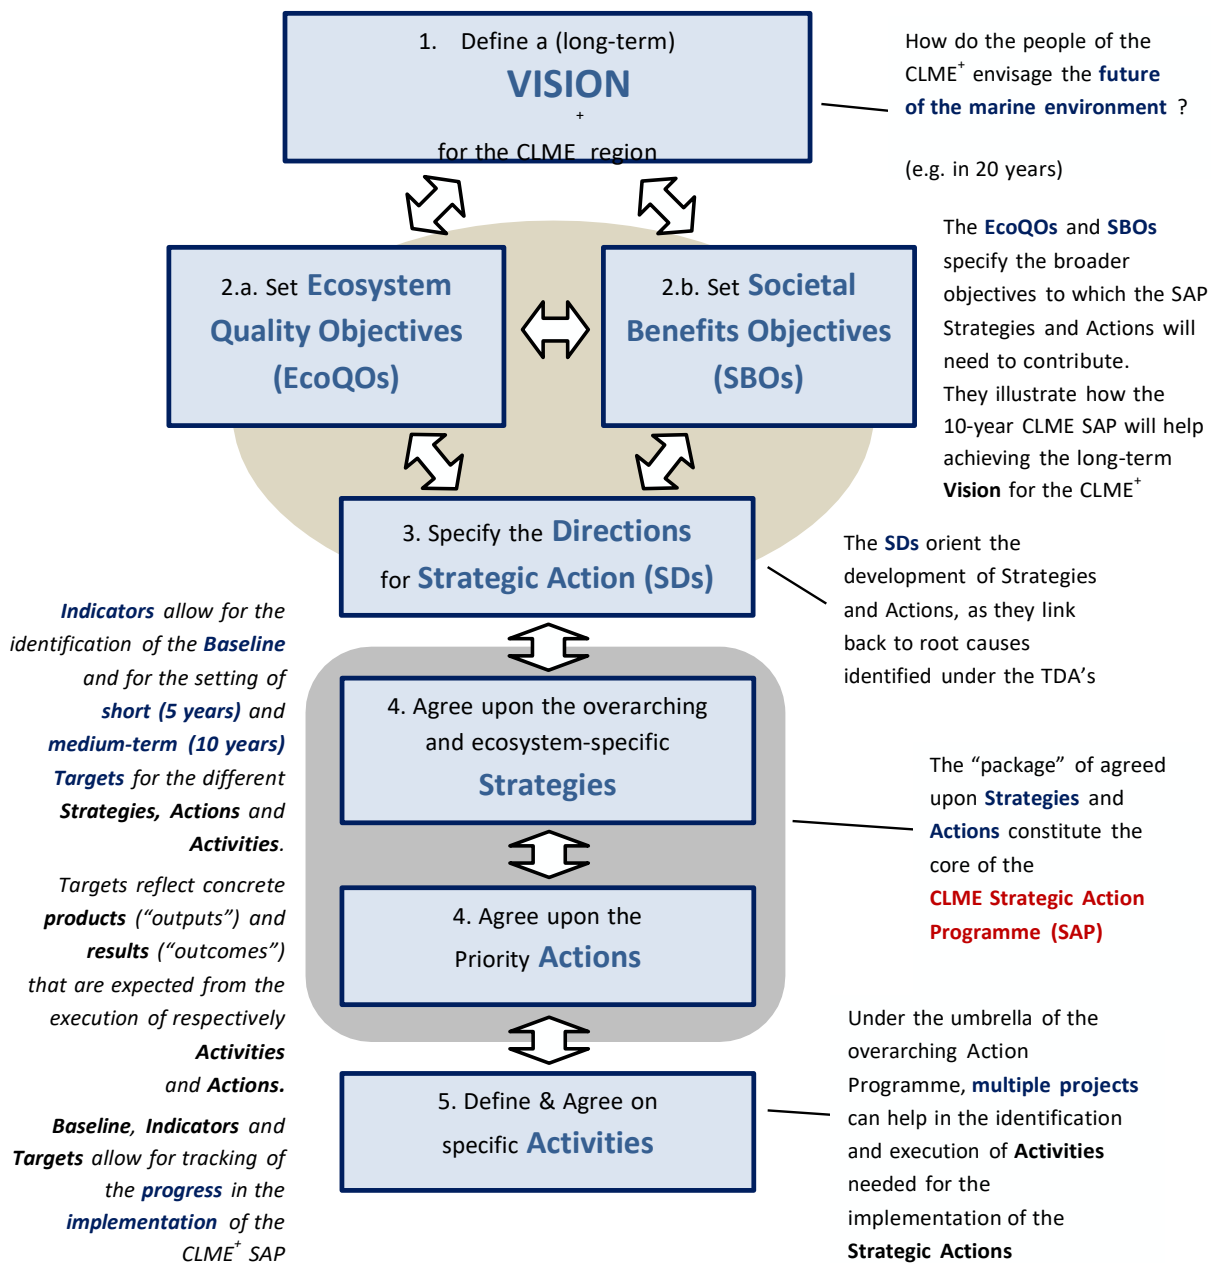 1. Define a (long-term)
VISION
+
for the CLME region
How do the people of the
CLME+ envisage the future
of the marine environment ?
(e.g. in 20 years)
2.a. Set Ecosystem
Quality Objectives
(EcoQOs)
2.b. Set Societal
Benefits Objectives
(SBOs)
The EcoQOs and SBOs
specify the broader
objectives to which the SAP
Strategies and Actions will
need to contribute.
They illustrate how the
10-year CLME SAP will help
achieving the long-term
Vision for the CLME+
3. Specify the Directions
for Strategic Action (SDs)
The SDs orient the
development of Strategies
and Actions, as they link
back to root causes
identified under the TDA's
Indicators allow for the
identification of the Baseline
and for the setting of
short (5 years) and
medium-term (10 years)
Targets for the different
Strategies, Actions and
Activities.
Targets reflect concrete
products (“outputs”) and
results (“outcomes”)
that are expected from the
execution of respectively
Activities
and Actions.
Baseline, Indicators and
Targets allow for tracking of
the progress in the
implementation of the
CLME+ SAP
4. Agree upon the overarching
and ecosystem-specific
Strategies
The “package” of agreed
upon Strategies and
Actions constitute the
core of the
CLME Strategic Action
Programme (SAP)
4. Agree upon the
Priority Actions
5. Define & Agree on
specific Activities
Under the umbrella of the
overarching Action
Programme, multiple projects
can help in the identification
and execution of Activities
needed for the
implementation of the
Strategic Actions